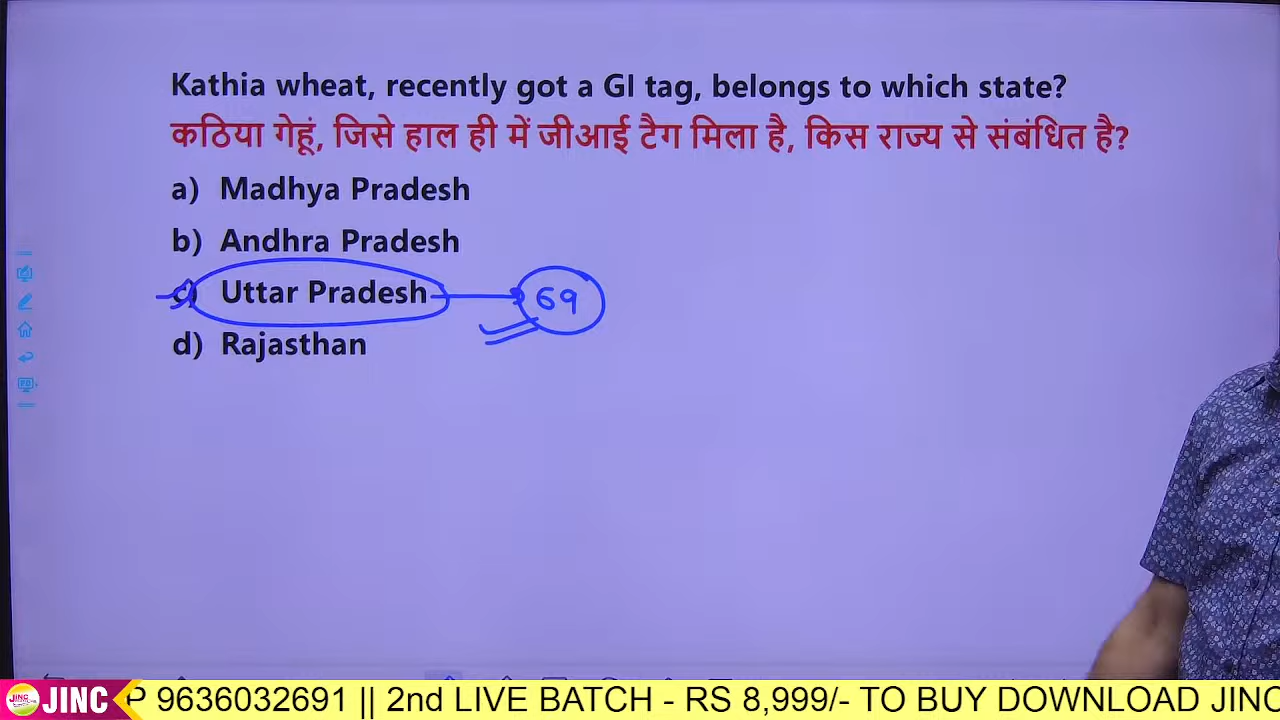 Kathia wheat, recently got a GI tag, belongs to which state?
कठिया गेहूं, जिसे हाल ही में जीआई टैग मिला है, किस राज्य से संबंधित है?
a) Madhya Pradesh
b) Andhra Pradesh
c) Uttar Pradesh 69
d) Rajasthan
JINC P 9636032691 || 2nd LIVE BATCH - RS 8,999/- TO BUY DOWNLOAD JINC